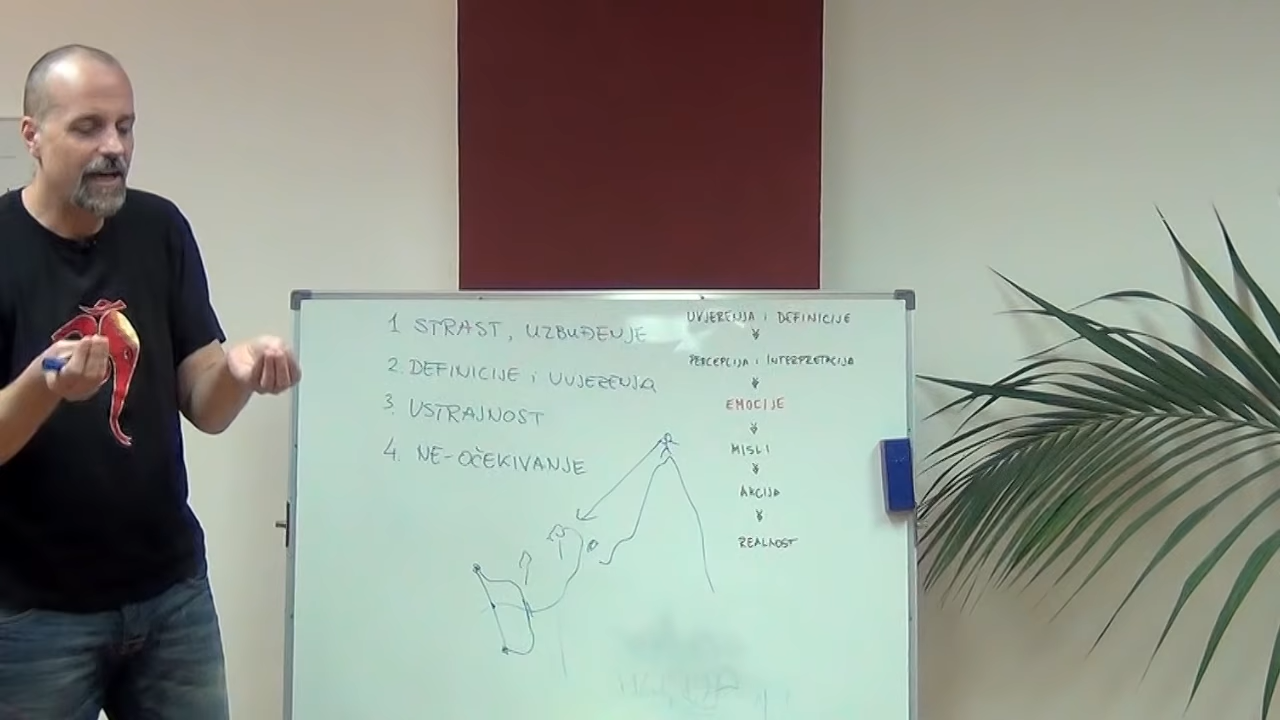 1 STRAST, UZBUĐENJE
2. DEFINICIJE i UVJERENJA
3. USTRAJNOST
4. NE-OČEKIVANJE
UVJERENJA i DEFINICIJE
PERCEPCIJA i INTERPRETACIJA
EMOCIJE
MISLI
AKCIJA
REALNOST